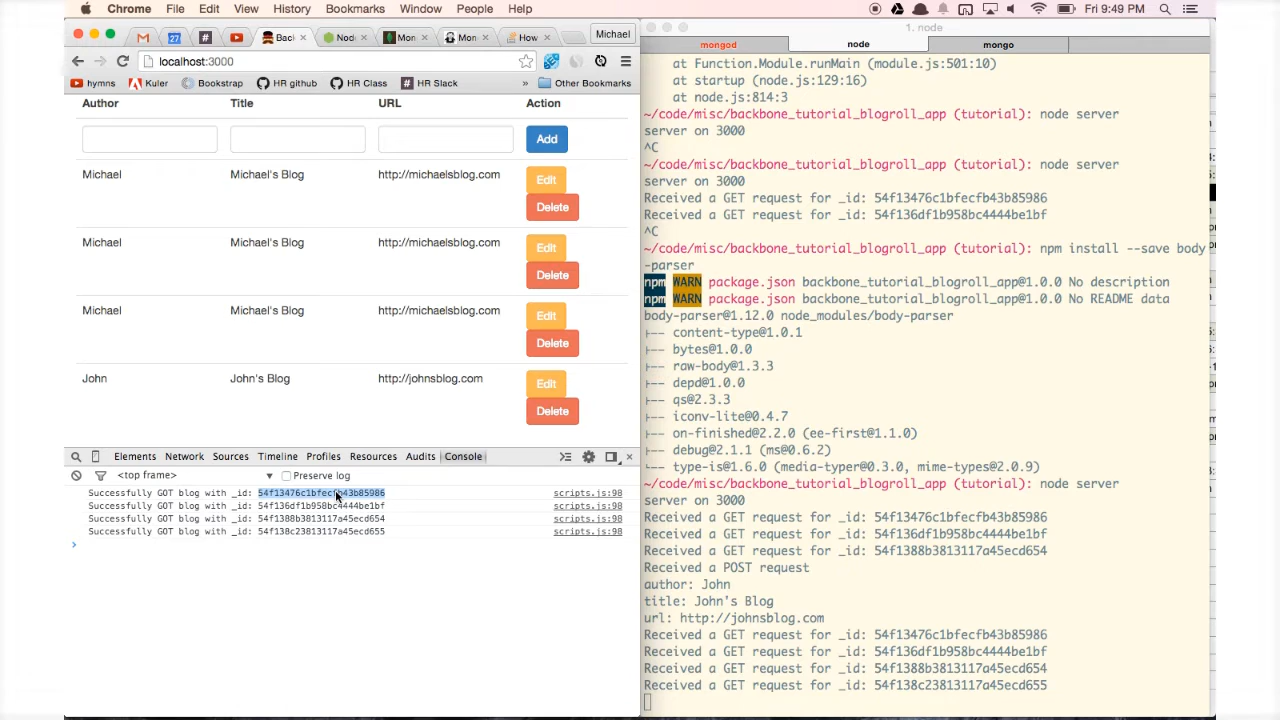 Chrome File Edit View History Bookmarks Window People Help Fri 9:49 PM
27 # Back Nod Mon Mon How Michael
localhost:3000
hymns Kuler Bookstrap HR github HR Class HR Slack » Other Bookmarks
Author Title URL Action
Add
Michael Michael's Blog http://michaelsblog.com Edit
Delete
Michael Michael's Blog http://michaelsblog.com Edit
Delete
Michael Michael's Blog http://michaelsblog.com Edit
Delete
John John's Blog http://johnsblog.com Edit
Delete
Elements Network Sources Timeline Profiles Resources Audits Console
<top frame> Preserve log
Successfully GOT blog with _id: 54f13476c1bfecfb43b85986 scripts.js:98
Successfully GOT blog with _id: 54f136df1b958bc4444be1bf scripts.js:98
Successfully GOT blog with _id: 54f1388b3813117a45ecd654 scripts.js:98
Successfully GOT blog with _id: 54f138c23813117a45ecd655 scripts.js:98
1. node
mongod node mongo
at Function.Module.runMain (module.js:501:10)
at startup (node.js:129:16)
at node.js:814:3
~/code/misc/backbone_tutorial_blogroll_app (tutorial): node server
server on 3000
^C
~/code/misc/backbone_tutorial_blogroll_app (tutorial): node server
server on 3000
Received a GET request for _id: 54f13476c1bfecfb43b85986
Received a GET request for _id: 54f136df1b958bc4444be1bf
^C
~/code/misc/backbone_tutorial_blogroll_app (tutorial): npm install --save body
-parser
npm WARN package.json backbone_tutorial_blogroll_app@1.0.0 No description
npm WARN package.json backbone_tutorial_blogroll_app@1.0.0 No README data
body-parser@1.12.0 node_modules/body-parser
├── content-type@1.0.1
├── bytes@1.0.0
├── raw-body@1.3.3
├── depd@1.0.0
├── qs@2.3.3
├── iconv-lite@0.4.7
├── on-finished@2.2.0 (ee-first@1.1.0)
├── debug@2.1.1 (ms@0.6.2)
└── type-is@1.6.0 (media-typer@0.3.0, mime-types@2.0.9)
~/code/misc/backbone_tutorial_blogroll_app (tutorial): node server
server on 3000
Received a GET request for _id: 54f13476c1bfecfb43b85986
Received a GET request for _id: 54f136df1b958bc4444be1bf
Received a GET request for _id: 54f1388b3813117a45ecd654
Received a POST request
author: John
title: John's Blog
url: http://johnsblog.com
Received a GET request for _id: 54f13476c1bfecfb43b85986
Received a GET request for _id: 54f136df1b958bc4444be1bf
Received a GET request for _id: 54f1388b3813117a45ecd654
Received a GET request for _id: 54f138c23813117a45ecd655